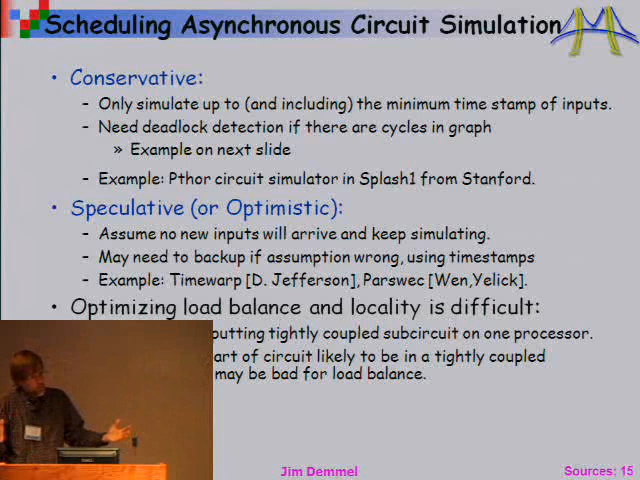 Scheduling Asynchronous Circuit Simulation
• Conservative:
– Only simulate up to (and including) the minimum time stamp of inputs.
– Need deadlock detection if there are cycles in graph
» Example on next slide
– Example: Pthor circuit simulator in Splash1 from Stanford.
• Speculative (or Optimistic):
– Assume no new inputs will arrive and keep simulating.
– May need to backup if assumption wrong, using timestamps
– Example: Timewarp [D. Jefferson], Parswec [Wen,Yelick].
• Optimizing load balance and locality is difficult:
putting tightly coupled subcircuit on one processor.
art of circuit likely to be in a tightly coupled
may be bad for load balance.
Jim Demmel
Sources: 15